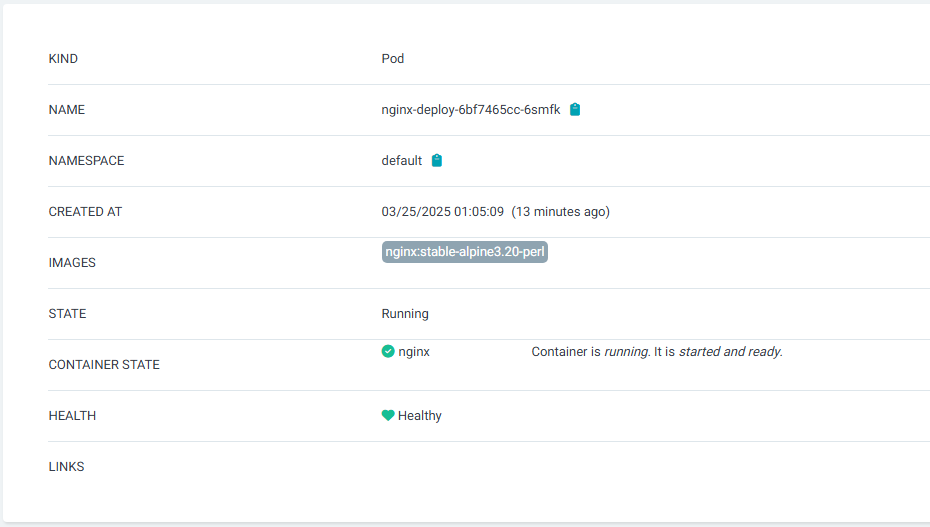 KIND Pod
NAME nginx-deploy-6bf7465cc-6smfk
NAMESPACE default
CREATED AT 03/25/2025 01:05:09 (13 minutes ago)
IMAGES nginx:stable-alpine3.20-perl
STATE Running
CONTAINER STATE nginx Container is running. It is started and ready.
HEALTH Healthy
LINKS